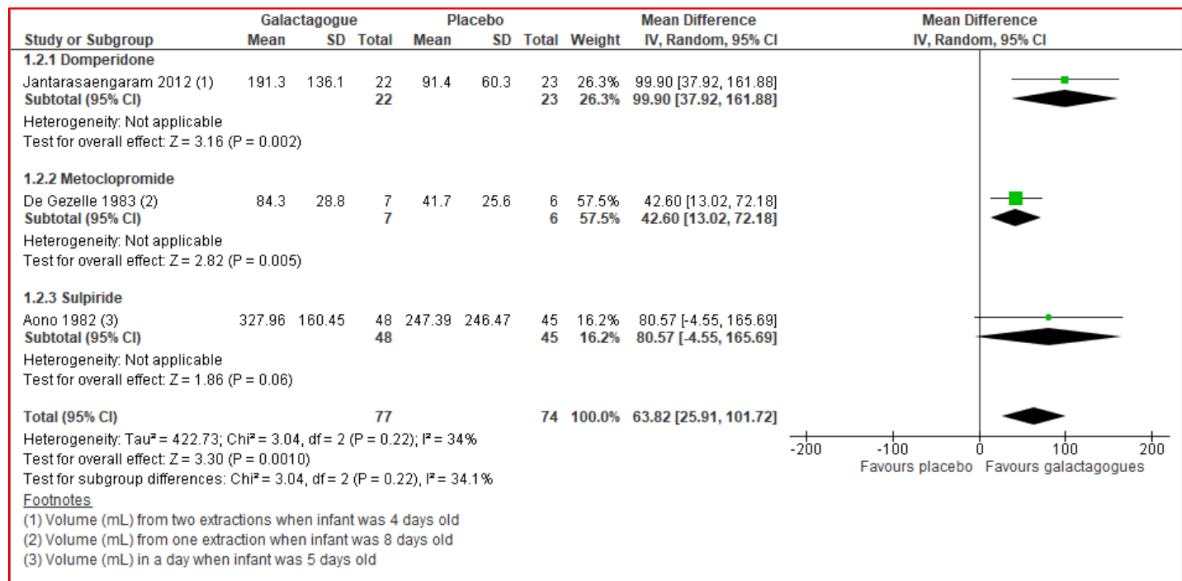 Galactagogue Placebo Mean Difference Mean Difference
Study or Subgroup Mean SD Total Mean SD Total Weight IV, Random, 95% CI IV, Random, 95% CI
1.2.1 Domperidone
Jantarasaengaram 2012 (1) 191.3 136.1 22 91.4 60.3 23 26.3% 99.90 [37.92, 161.88]
Subtotal (95% CI) 22 23 26.3% 99.90 [37.92, 161.88]
Heterogeneity: Not applicable
Test for overall effect: Z = 3.16 (P = 0.002)
1.2.2 Metoclopromide
De Gezelle 1983 (2) 84.3 28.8 7 41.7 25.6 6 57.5% 42.60 [13.02, 72.18]
Subtotal (95% CI) 7 6 57.5% 42.60 [13.02, 72.18]
Heterogeneity: Not applicable
Test for overall effect: Z = 2.82 (P = 0.005)
1.2.3 Sulpiride
Aono 1982 (3) 327.96 160.45 48 247.39 246.47 45 16.2% 80.57 [-4.55, 165.69]
Subtotal (95% CI) 48 45 16.2% 80.57 [-4.55, 165.69]
Heterogeneity: Not applicable
Test for overall effect: Z = 1.86 (P = 0.06)
Total (95% CI) 77 74 100.0% 63.82 [25.91, 101.72]
Heterogeneity: Tau² = 422.73; Chi² = 3.04, df = 2 (P = 0.22); I² = 34%
Test for overall effect: Z = 3.30 (P = 0.0010)
Test for subgroup differences: Chi² = 3.04, df = 2 (P = 0.22), I² = 34.1%
-200 -100 0 100 200
Favours placebo Favours galactagogues
Footnotes
(1) Volume (mL) from two extractions when infant was 4 days old
(2) Volume (mL) from one extraction when infant was 8 days old
(3) Volume (mL) in a day when infant was 5 days old